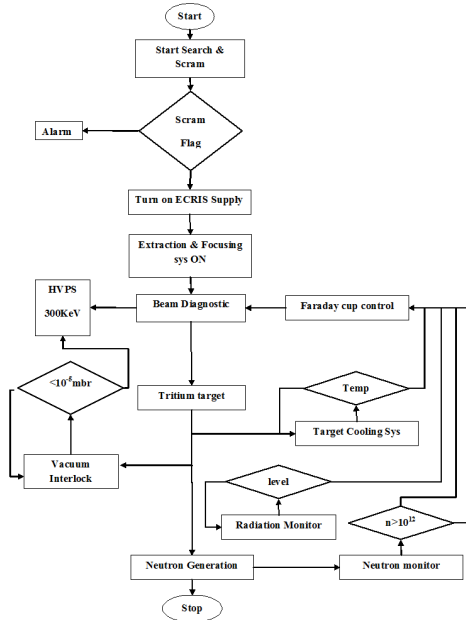 Start
Start Search &
Scram
Scram
Flag
Alarm
Turn on ECRIS Supply
Extraction & Focusing
sys ON
HVPS
300KeV
Beam Diagnostic
Faraday cup control
<10⁻⁸mbr
Temp
Tritium target
Target Cooling Sys
Vacuum
Interlock
level
Radiation Monitor
n>10¹²
Neutron Generation
Neutron monitor
Stop